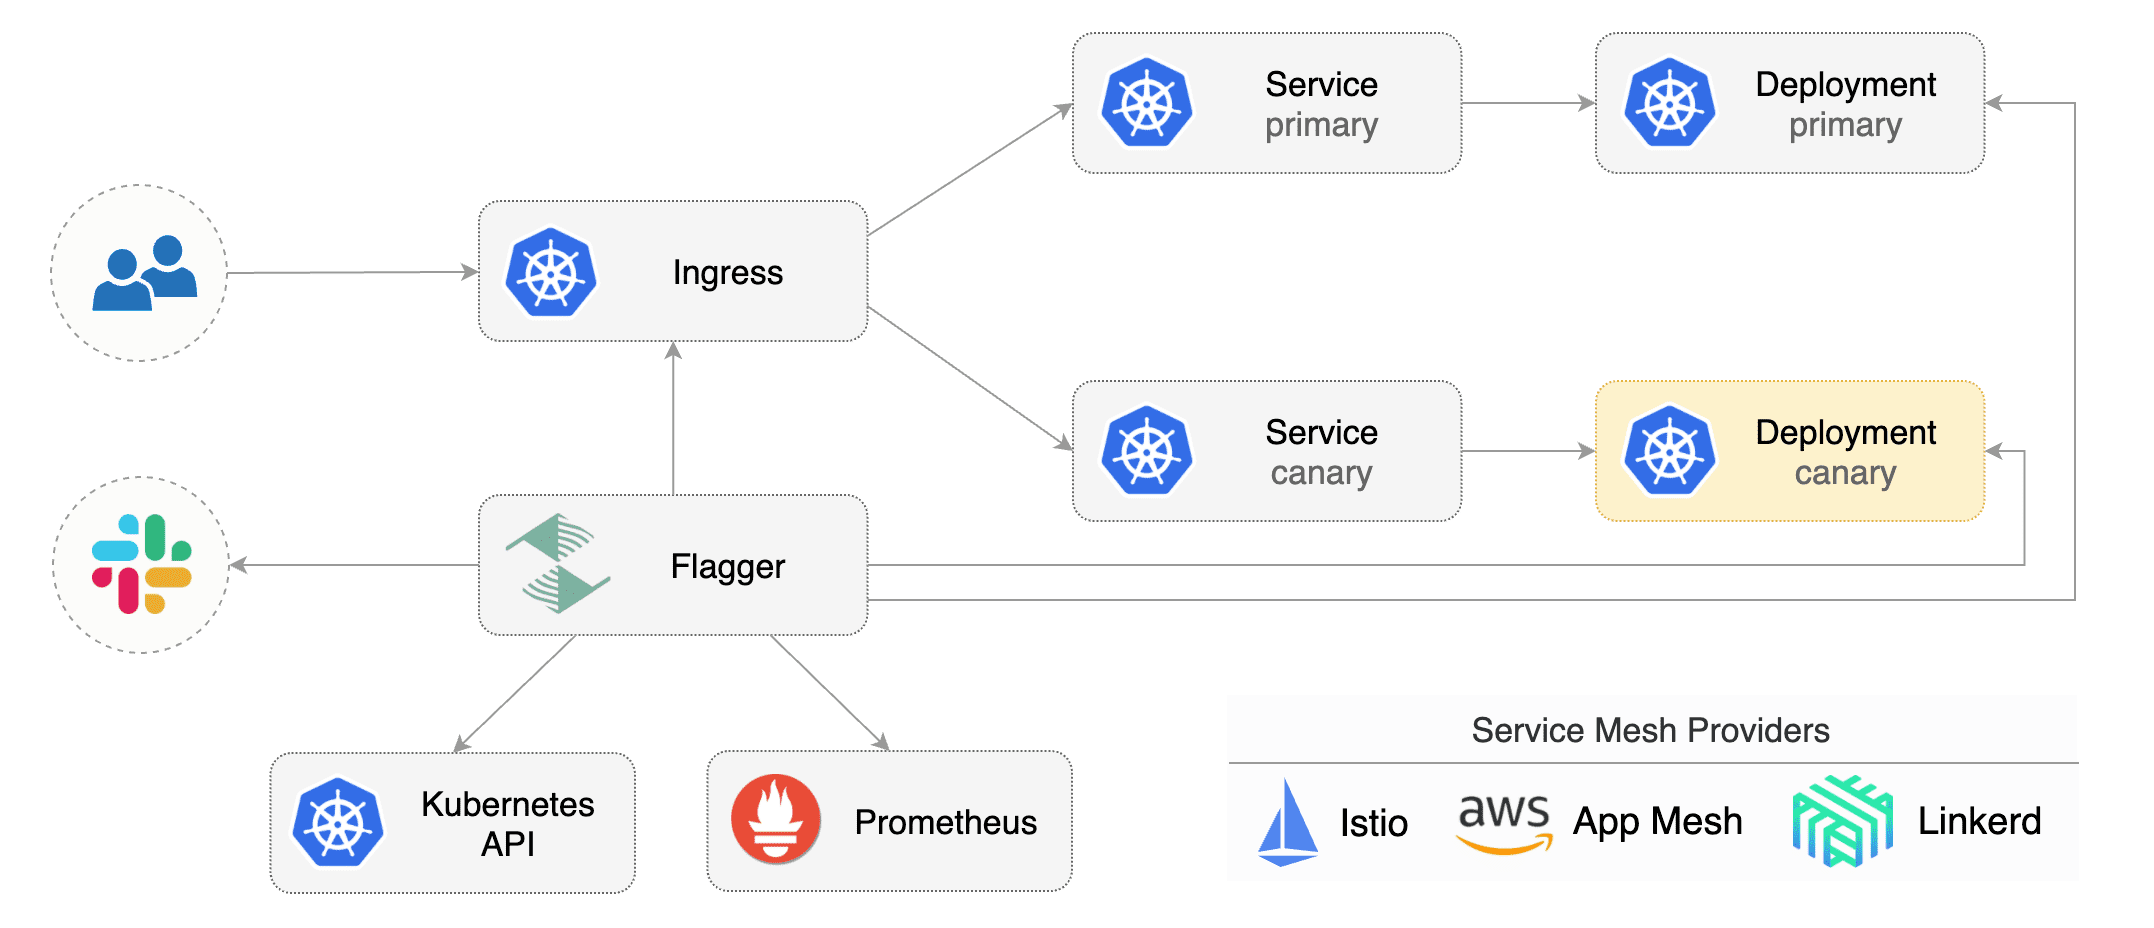 Service
primary
Deployment
primary
Ingress
Service
canary
Deployment
canary
Flagger
Kubernetes
API
Prometheus
Service Mesh Providers
Istio
aws App Mesh
Linkerd